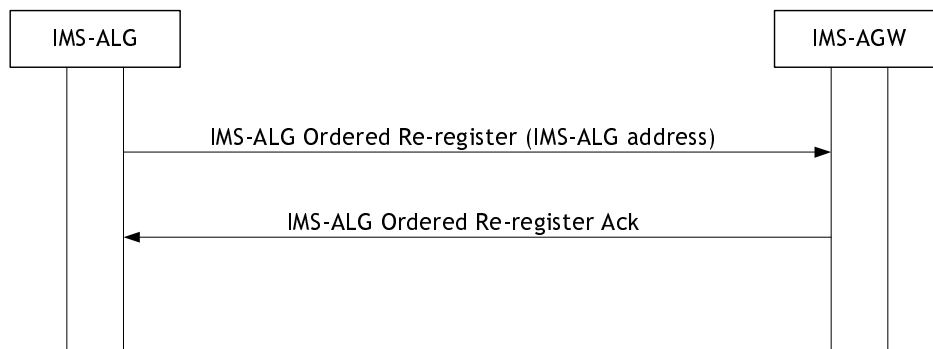 IMS-ALG
IMS-AGW
IMS-ALG Ordered Re-register (IMS-ALG address)
IMS-ALG Ordered Re-register Ack